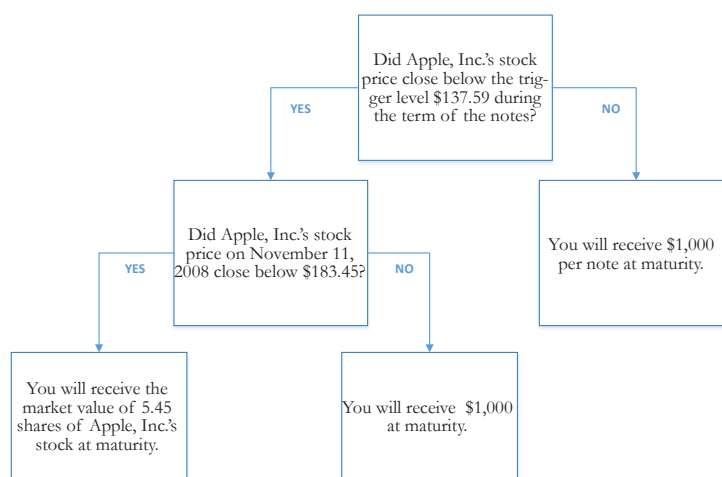 Did Apple, Inc.'s stock
price close below the trig-
ger level $137.59 during
the term of the notes?
YES
NO
Did Apple, Inc.'s stock
price on November 11,
2008 close below $183.45?
You will receive $1,000
per note at maturity.
YES
NO
You will receive the
market value of 5.45
shares of Apple, Inc.'s
stock at maturity.
You will receive $1,000
at maturity.